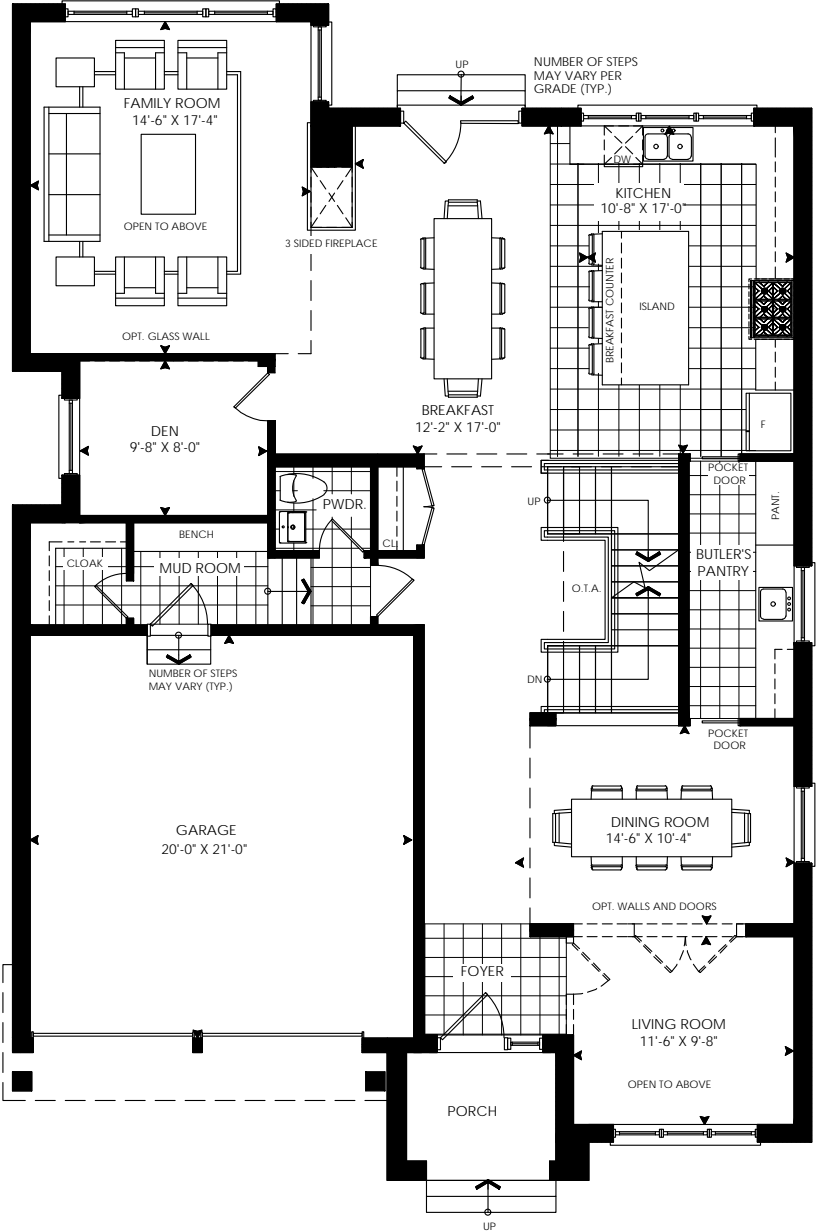 UP
NUMBER OF STEPS
MAY VARY PER
GRADE (TYP.)
FAMILY ROOM
14'-6" X 17'-4"
OPEN TO ABOVE
OPT. GLASS WALL
X
3 SIDED FIREPLACE
DW
KITCHEN
10'-8" X 17'-0"
BREAKFAST COUNTER
ISLAND
F
BREAKFAST
12'-2" X 17'-0"
DEN
9'-8" X 8'-0"
POCKET
DOOR
PANT.
PWDR.
CL.
UP
BENCH
CLOAK
MUD ROOM
BUTLER'S
PANTRY
O.T.A.
NUMBER OF STEPS
MAY VARY (TYP.)
DN
POCKET
DOOR
GARAGE
20'-0" X 21'-0"
DINING ROOM
14'-6" X 10'-4"
OPT. WALLS AND DOORS
FOYER
LIVING ROOM
11'-6" X 9'-8"
OPEN TO ABOVE
PORCH
UP